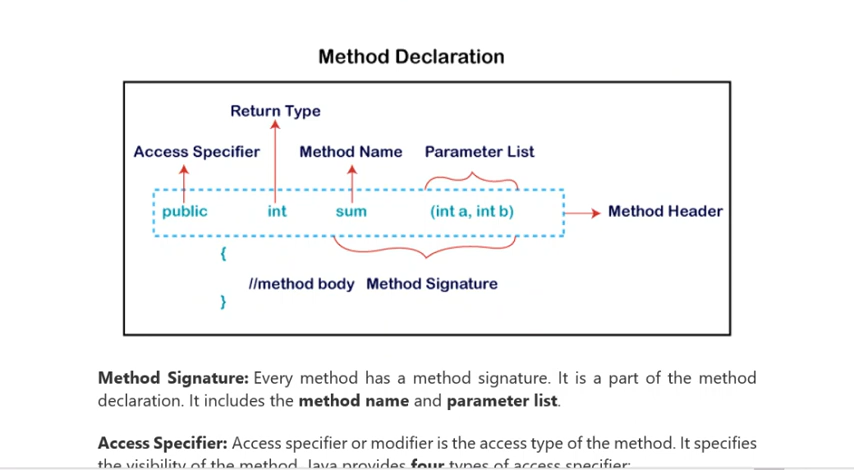 Method Declaration
Return Type
Access Specifier Method Name Parameter List
public int sum (int a, int b) Method Header
{
//method body Method Signature
}
Method Signature: Every method has a method signature. It is a part of the method
declaration. It includes the method name and parameter list.
Access Specifier: Access specifier or modifier is the access type of the method. It specifies
the visibility of the method. Java provides four types of access specifier: